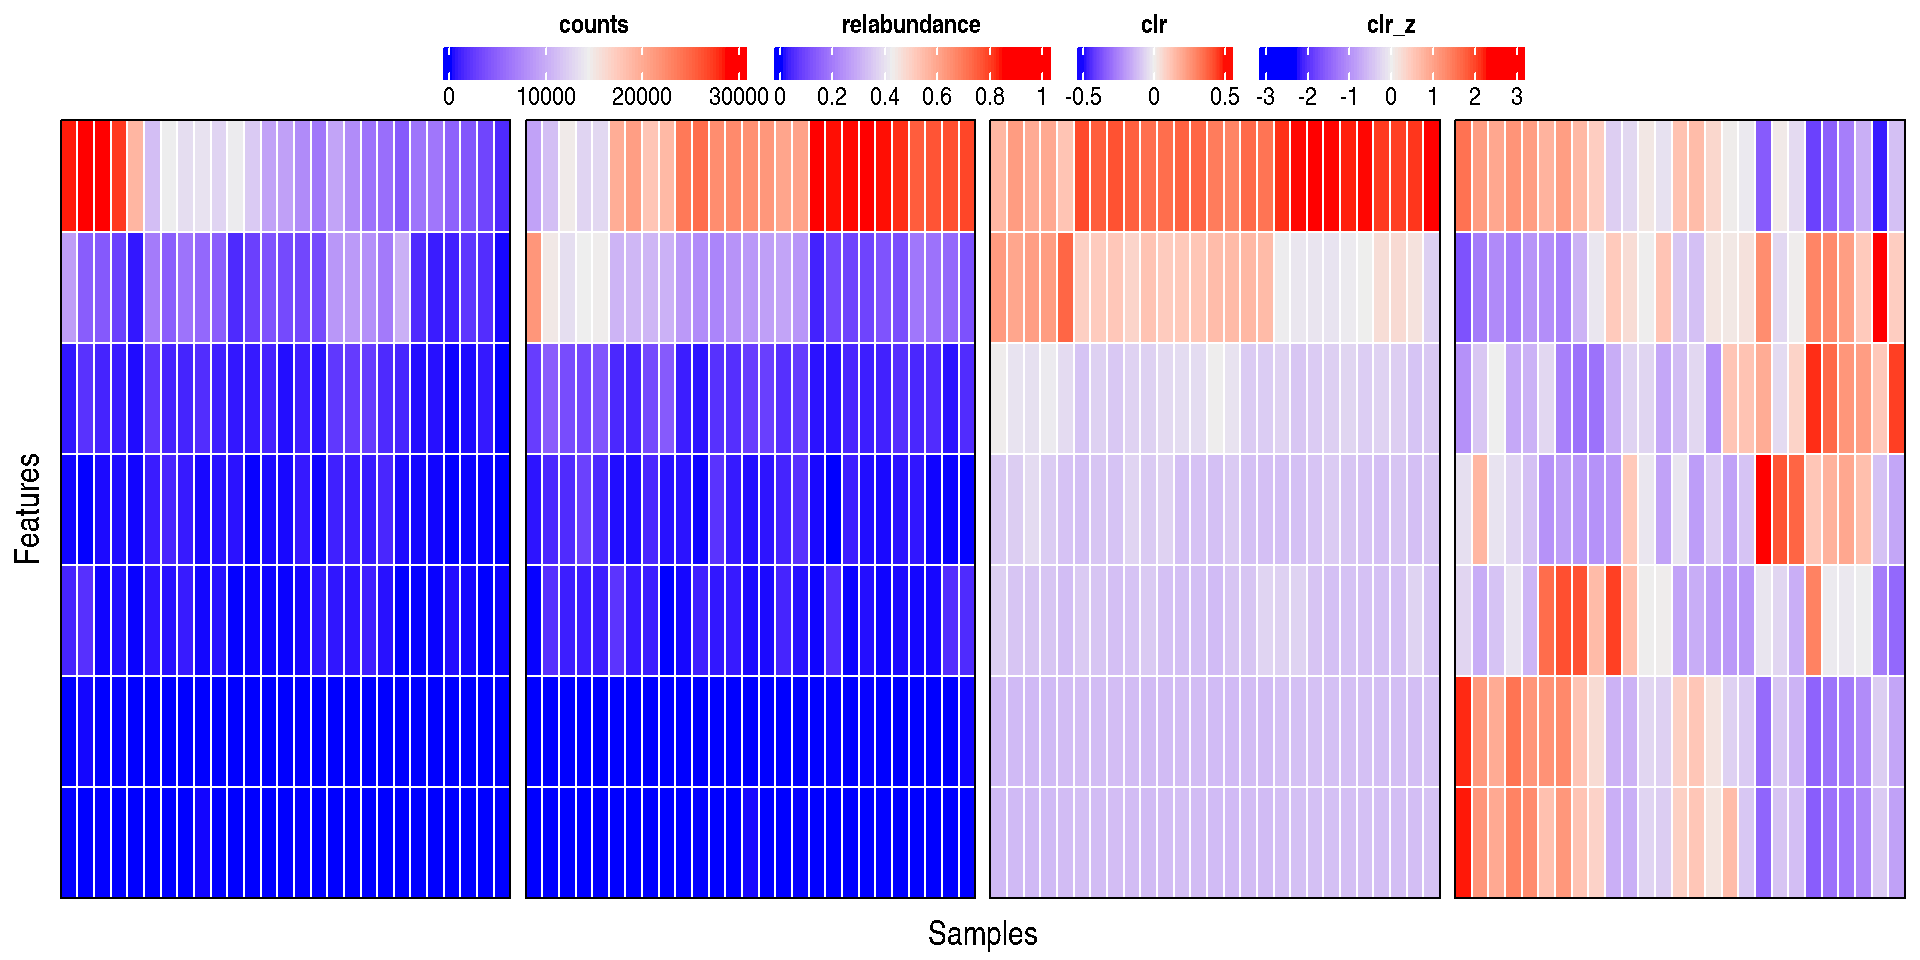 counts relabundance clr clr_z
0 10000 20000 30000 0 0.2 0.4 0.6 0.8 1 -0.5 0 0.5 -3 -2 -1 0 1 2 3
Features
Samples